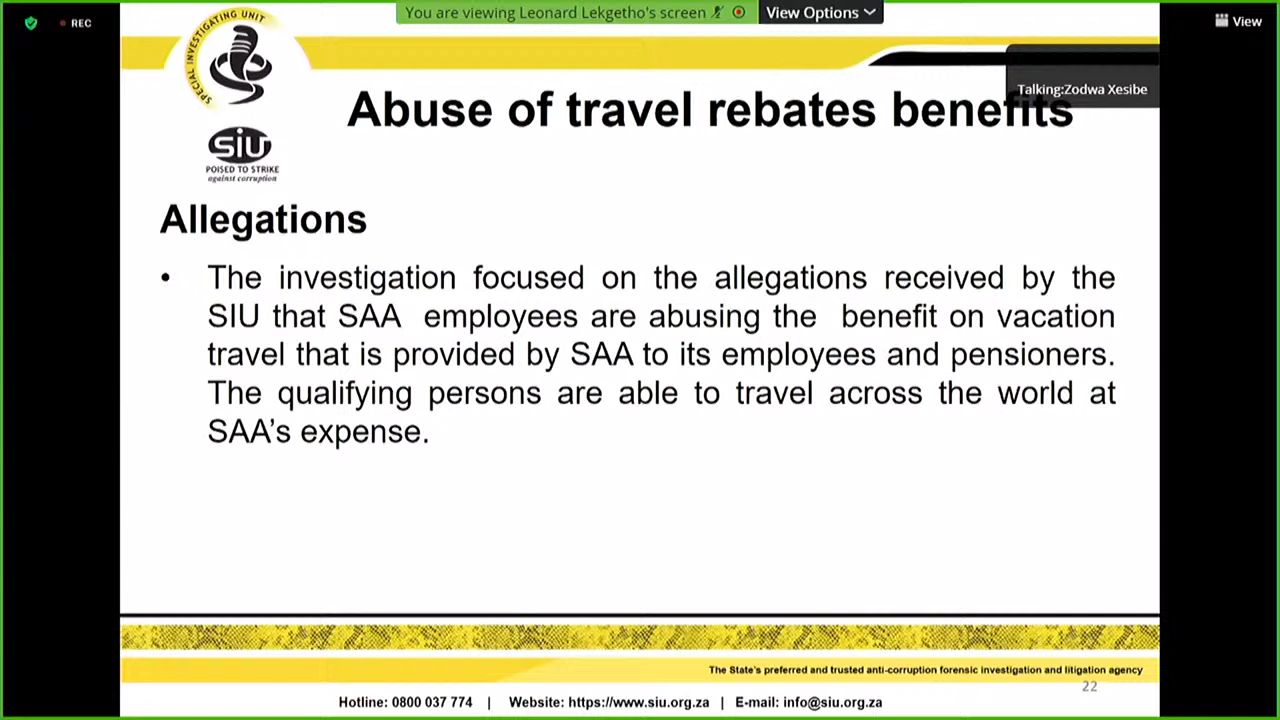 You are viewing Leonard Lekgetho's screen
View Options
REC
View
SPECIAL INVESTIGATING UNIT
Talking:Zodwa Xesibe
Abuse of travel rebates benefits
SIU
POISED TO STRIKE
against corruption
Allegations
• The investigation focused on the allegations received by the
SIU that SAA employees are abusing the benefit on vacation
travel that is provided by SAA to its employees and pensioners.
The qualifying persons are able to travel across the world at
SAA's expense.
The State's preferred and trusted anti-corruption forensic investigation and litigation agency
22
Hotline: 0800 037 774 | Website: https://www.siu.org.za | E-mail: info@siu.org.za